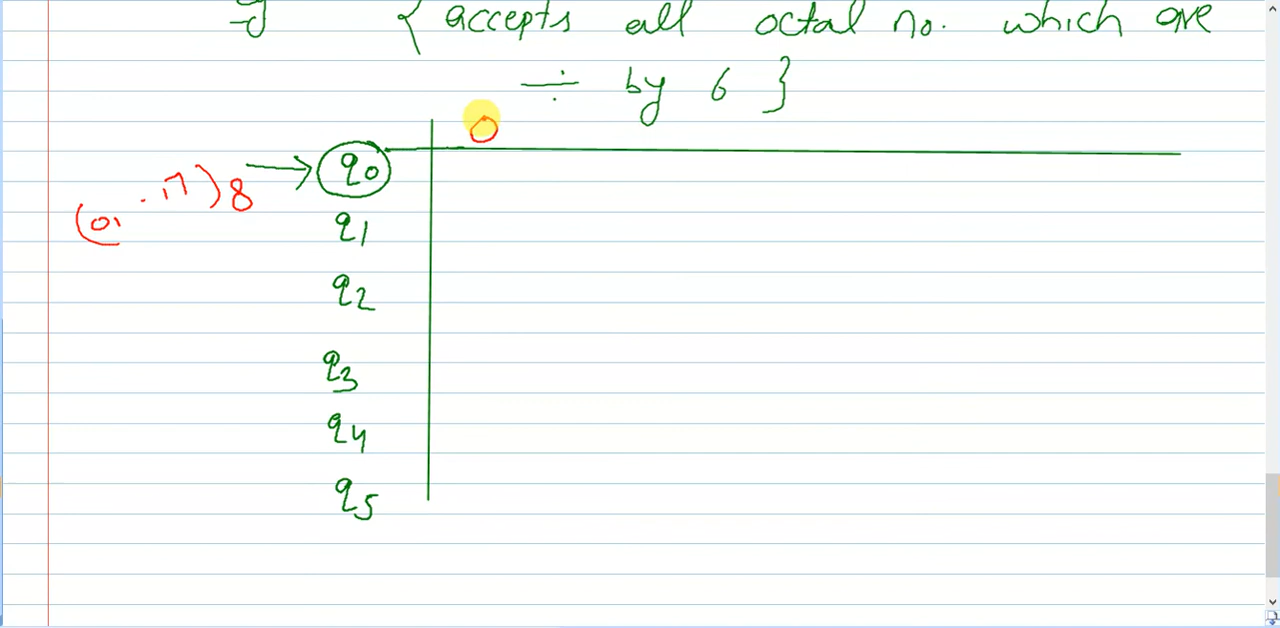 { accepts all octal no. which are
÷ by 6 }
0
(0, . . , 7)8 → q0
q1
q2
q3
q4
q5